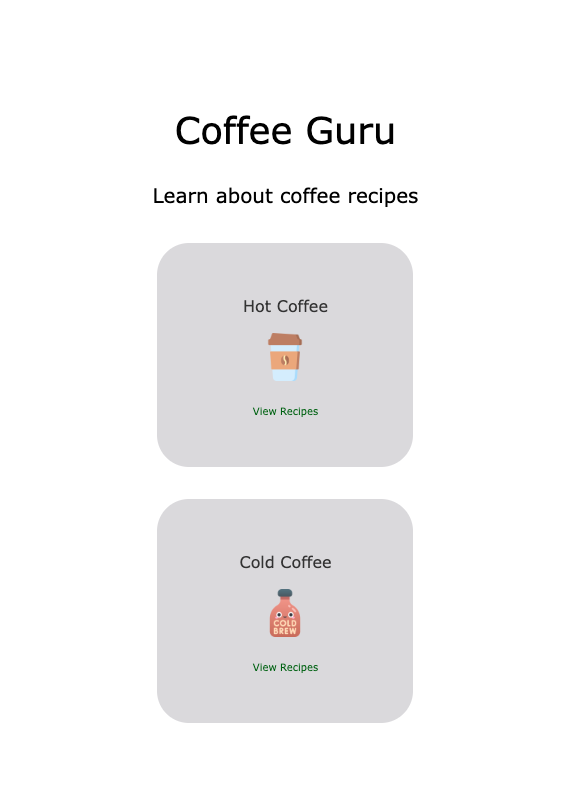 Coffee Guru
Learn about coffee recipes
Hot Coffee
View Recipes
Cold Coffee
COLD
BREW
View Recipes